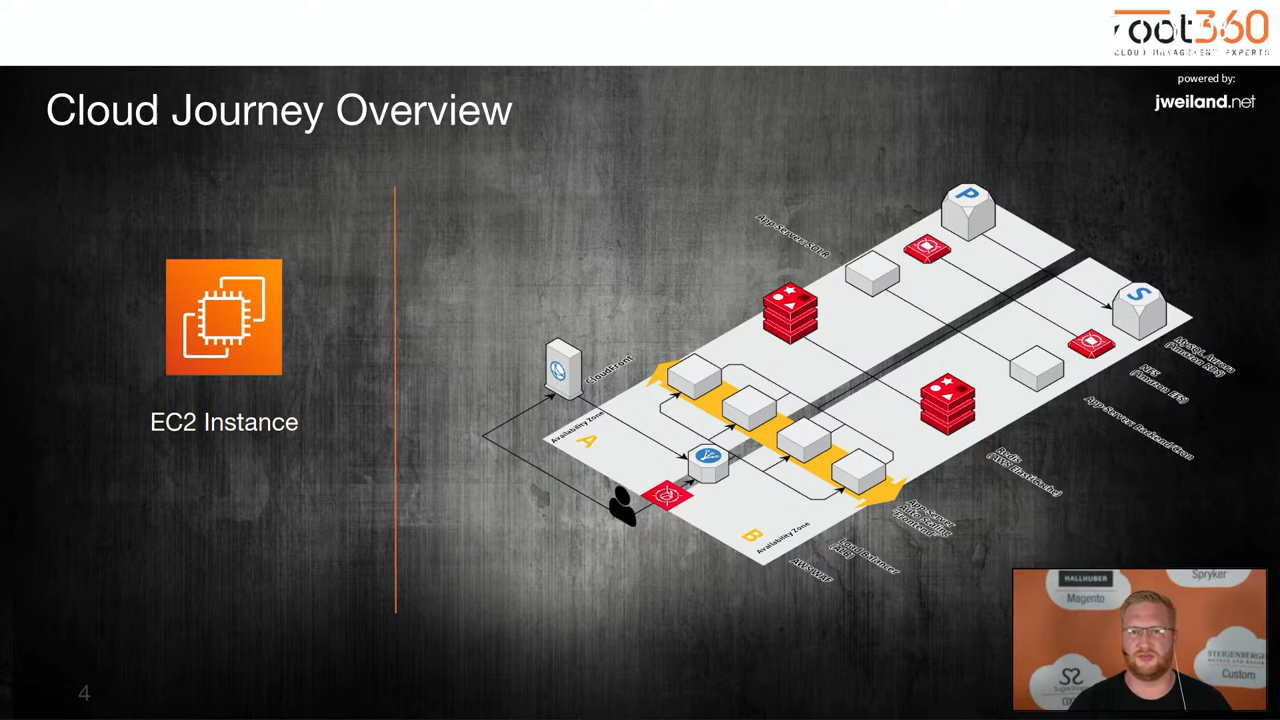 root360
CLOUD MANAGEMENT EXPERTS
powered by:
jweiland.net
Cloud Journey Overview
EC2 Instance
App-Server: SOLR
P
S
MySQL Aurora
(Amazon RDS)
NFS
(Amazon EFS)
App-Server: Backend Cron
Redis
(AWS Elasticache)
CloudFront
Availability Zone
A
App-Server
Auto Scaling
"Frontend"
B
Availability Zone
Load Balancer
(ALB)
AWS WAF
HALLHUBER
Magento
Spryker
STEIGENBERGER
Custom
4